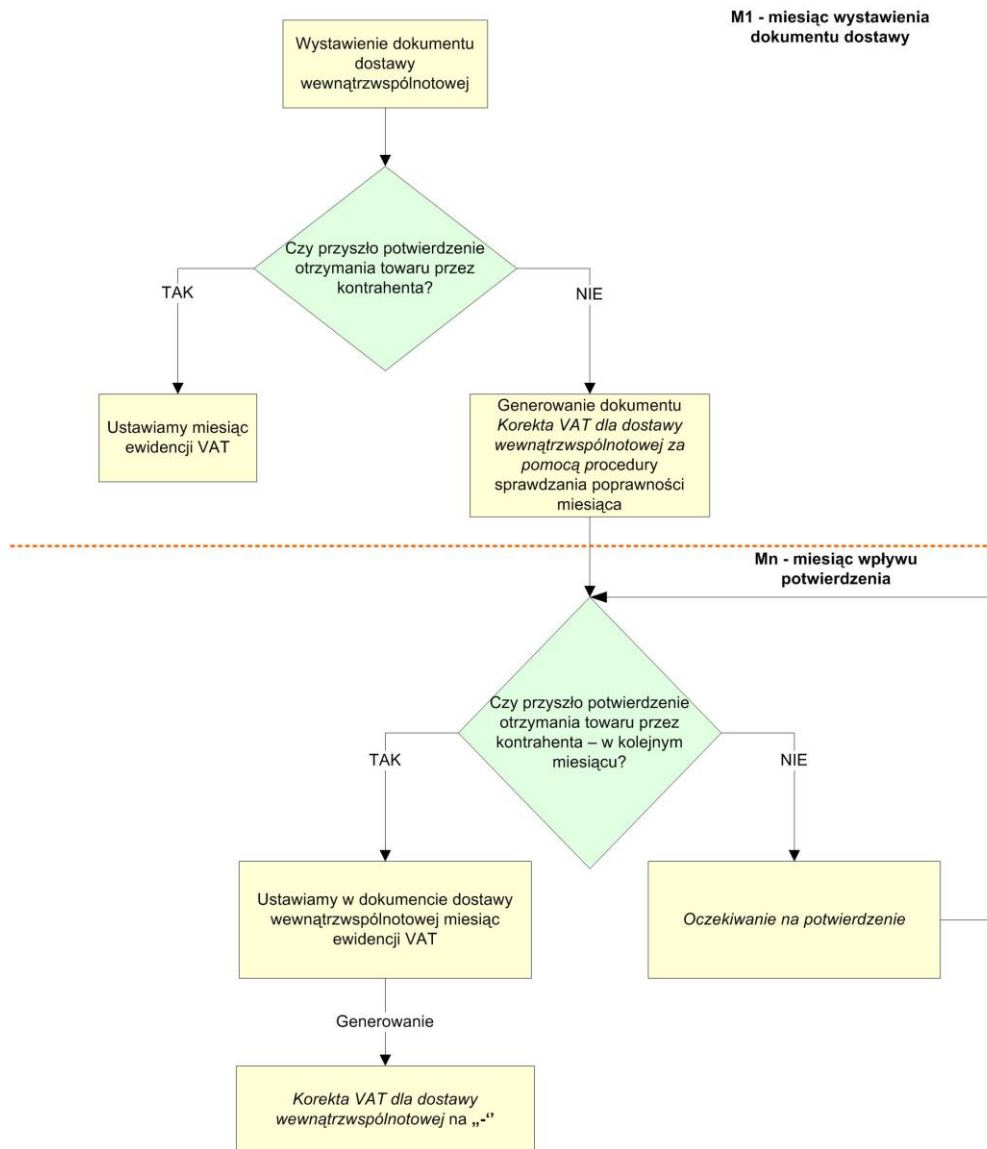 M1 - miesiąc wystawienia
dokumentu dostawy
Wystawienie dokumentu
dostawy
wewnątrzwspólnotowej
Czy przyszło potwierdzenie
otrzymania towaru przez
kontrahenta?
TAK
NIE
Ustawiamy miesiąc
ewidencji VAT
Generowanie dokumentu
Korekta VAT dla dostawy
wewnątrzwspólnotowej za
pomocą procedury
sprawdzania poprawności
miesiąca
Mn - miesiąc wpływu
potwierdzenia
Czy przyszło potwierdzenie
otrzymania towaru przez
kontrahenta – w kolejnym
miesiącu?
TAK
NIE
Ustawiamy w dokumencie dostawy
wewnątrzwspólnotowej miesiąc
ewidencji VAT
Oczekiwanie na potwierdzenie
Generowanie
Korekta VAT dla dostawy
wewnątrzwspólnotowej na „-‘’